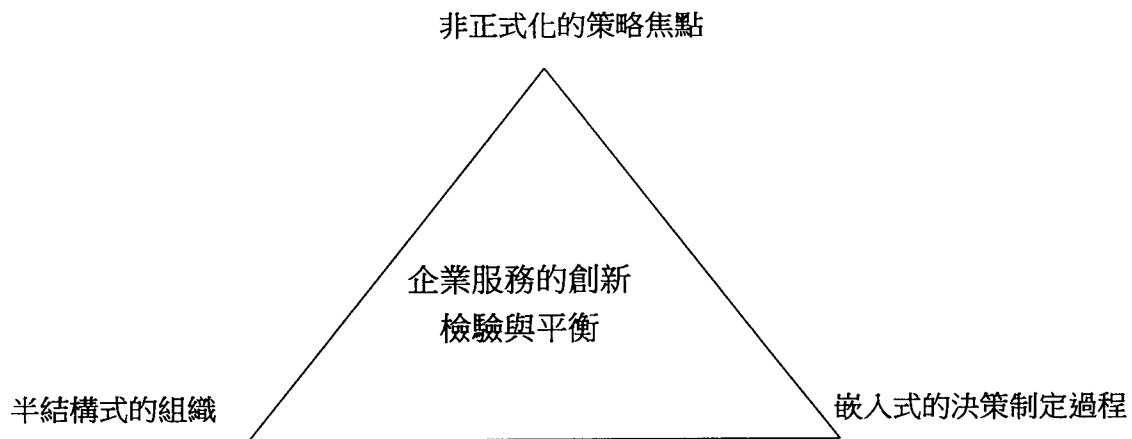 非正式化的策略焦點
企業服務的創新
檢驗與平衡
半結構式的組織
嵌入式的決策制定過程